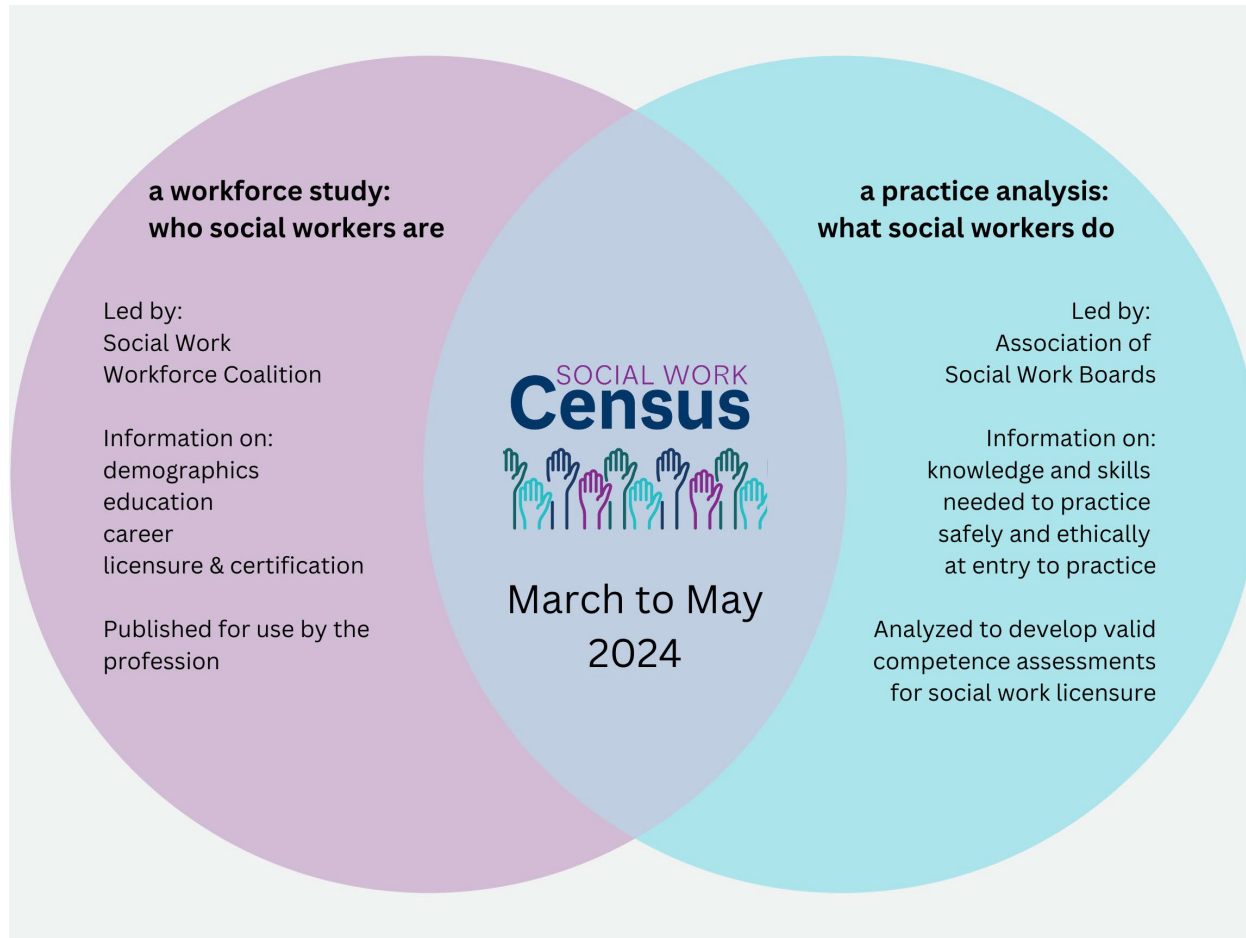 a workforce study:
who social workers are
Led by:
Social Work
Workforce Coalition
Information on:
demographics
education
career
licensure & certification
Published for use by the
profession
SOCIAL WORK
Census
March to May
2024
a practice analysis:
what social workers do
Led by:
Association of
Social Work Boards
Information on:
knowledge and skills
needed to practice
safely and ethically
at entry to practice
Analyzed to develop valid
competence assessments
for social work licensure